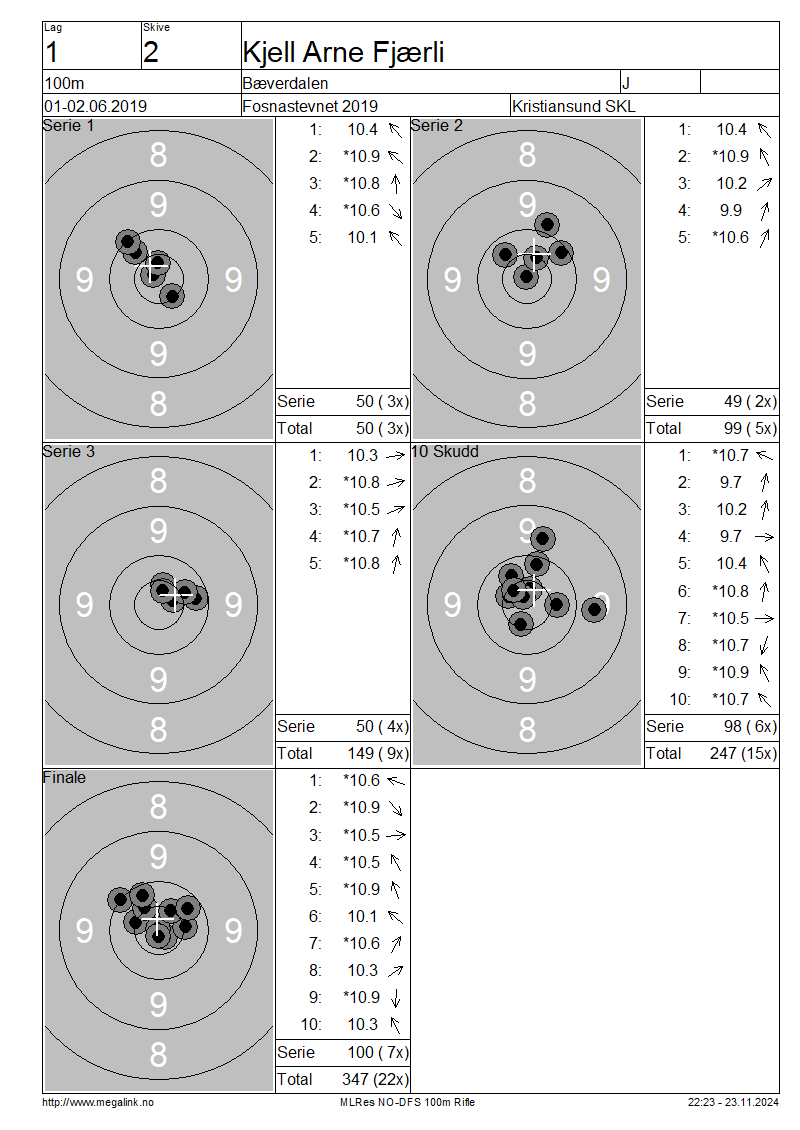 Lag
Skive
1
2
Kjell Arne Fjærli
100m
Bæverdalen
J
01-02.06.2019
Fosnastevnet 2019
Kristiansund SKL
Serie 1
8
9
9
9
9
8
1: 10.4
2: *10.9
3: *10.8
4: *10.6
5: 10.1
Serie 50 ( 3x)
Total 50 ( 3x)
Serie 2
8
9
9
9
9
8
1: 10.4
2: *10.9
3: 10.2
4: 9.9
5: *10.6
Serie 49 ( 2x)
Total 99 ( 5x)
Serie 3
8
9
9
9
9
8
1: 10.3
2: *10.8
3: *10.5
4: *10.7
5: *10.8
Serie 50 ( 4x)
Total 149 ( 9x)
10 Skudd
8
9
9
9
9
8
1: *10.7
2: 9.7
3: 10.2
4: 9.7
5: 10.4
6: *10.8
7: *10.5
8: *10.7
9: *10.9
10: *10.7
Serie 98 ( 6x)
Total 247 (15x)
Finale
8
9
9
9
9
8
1: *10.6
2: *10.9
3: *10.5
4: *10.5
5: *10.9
6: 10.1
7: *10.6
8: 10.3
9: *10.9
10: 10.3
Serie 100 ( 7x)
Total 347 (22x)
http://www.megalink.no
MLRes NO-DFS 100m Rifle
22:23 - 23.11.2024